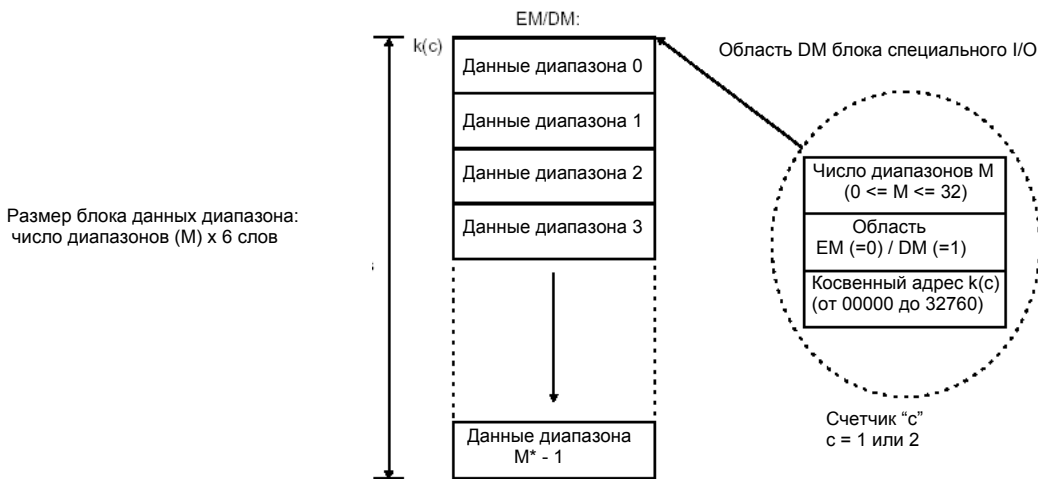 EM/DM:
k(c)
Данные диапазона 0
Данные диапазона 1
Данные диапазона 2
Данные диапазона 3
Данные диапазона
M* - 1
Размер блока данных диапазона:
число диапазонов (M) x 6 слов
s
Область DM блока специального I/O
Число диапазонов M
(0 <= M <= 32)
Область
EM (=0) / DM (=1)
Косвенный адрес k(c)
(от 00000 до 32760)
Счетчик “c”
c = 1 или 2